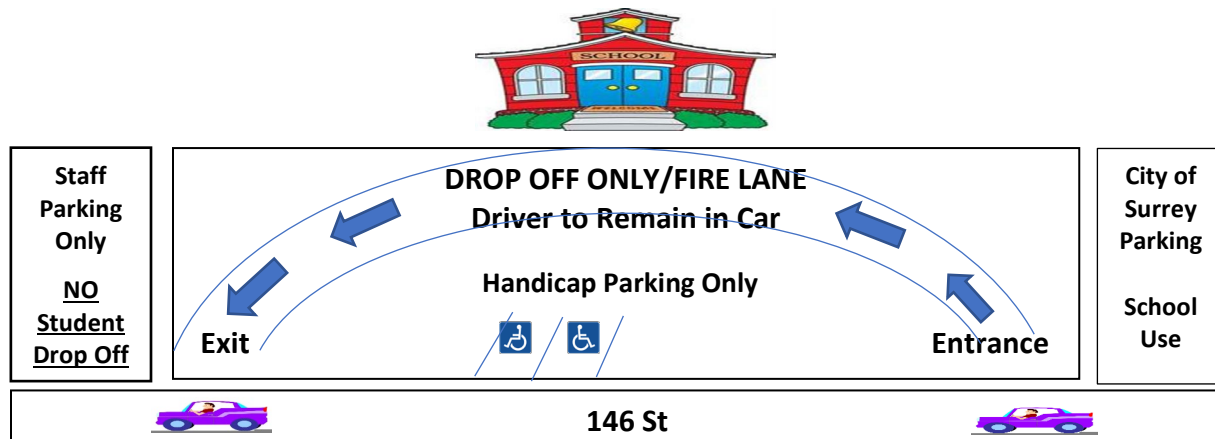 SCHOOL
WELCOME
Staff
Parking
Only
NO
Student
Drop Off
DROP OFF ONLY/FIRE LANE
Driver to Remain in Car
Handicap Parking Only
Exit
Entrance
City of
Surrey
Parking
School
Use
146 St